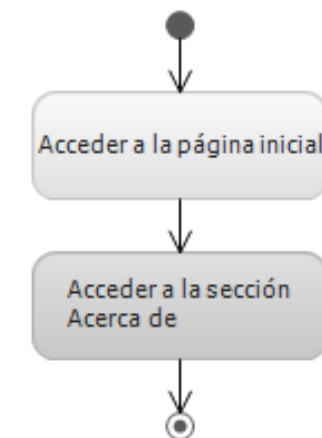 Acceder a la página inicial
Acceder a la sección
Acerca de